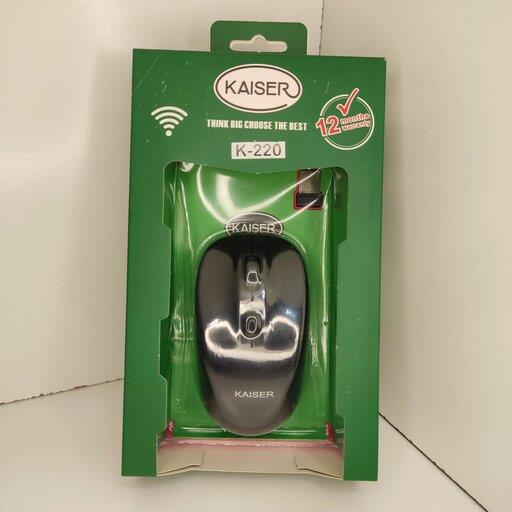 KAISER
THINK BIG CHOOSE THE BEST
12 months
warranty
K-220
KAISER
KAISER